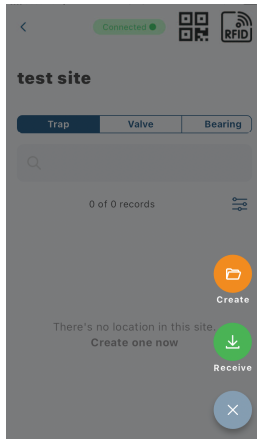 Connected
RFID
test site
Trap
Valve
Bearing
0 of 0 records
Create
There's no location in this site.
Create one now
Receive